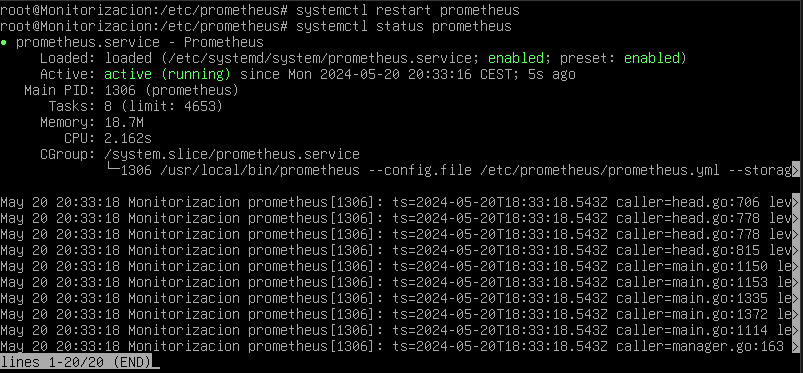 root@Monitorizacion:/etc/prometheus# systemctl restart prometheus
root@Monitorizacion:/etc/prometheus# systemctl status prometheus
● prometheus.service - Prometheus
     Loaded: loaded (/etc/systemd/system/prometheus.service; enabled; preset: enabled)
     Active: active (running) since Mon 2024-05-20 20:33:16 CEST; 5s ago
   Main PID: 1306 (prometheus)
      Tasks: 8 (limit: 4653)
     Memory: 18.7M
        CPU: 2.162s
     CGroup: /system.slice/prometheus.service
             └─1306 /usr/local/bin/prometheus --config.file /etc/prometheus/prometheus.yml --storag>
May 20 20:33:18 Monitorizacion prometheus[1306]: ts=2024-05-20T18:33:18.543Z caller=head.go:706 lev>
May 20 20:33:18 Monitorizacion prometheus[1306]: ts=2024-05-20T18:33:18.543Z caller=head.go:778 lev>
May 20 20:33:18 Monitorizacion prometheus[1306]: ts=2024-05-20T18:33:18.543Z caller=head.go:778 lev>
May 20 20:33:18 Monitorizacion prometheus[1306]: ts=2024-05-20T18:33:18.543Z caller=head.go:815 lev>
May 20 20:33:18 Monitorizacion prometheus[1306]: ts=2024-05-20T18:33:18.543Z caller=main.go:1150 le>
May 20 20:33:18 Monitorizacion prometheus[1306]: ts=2024-05-20T18:33:18.543Z caller=main.go:1153 le>
May 20 20:33:18 Monitorizacion prometheus[1306]: ts=2024-05-20T18:33:18.543Z caller=main.go:1335 le>
May 20 20:33:18 Monitorizacion prometheus[1306]: ts=2024-05-20T18:33:18.543Z caller=main.go:1372 le>
May 20 20:33:18 Monitorizacion prometheus[1306]: ts=2024-05-20T18:33:18.543Z caller=main.go:1114 le>
May 20 20:33:18 Monitorizacion prometheus[1306]: ts=2024-05-20T18:33:18.543Z caller=manager.go:163 >
lines 1-20/20 (END)